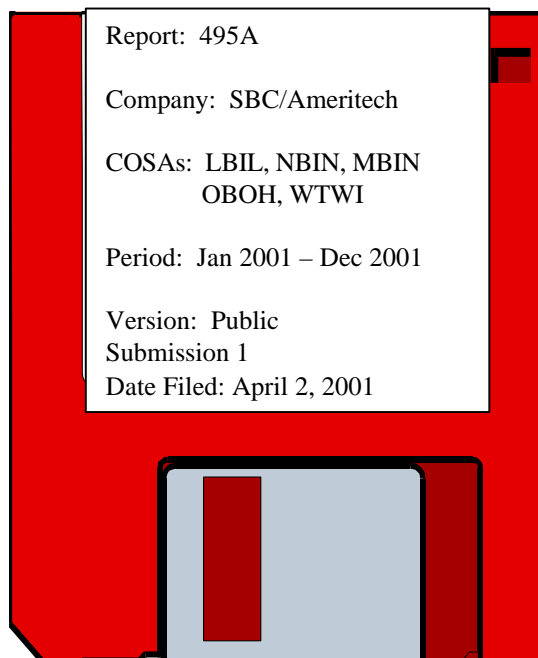 Report: 495A
Company: SBC/Ameritech
COSAs: LBIL, NBIN, MBIN
OBOH, WTWI
Period: Jan 2001 – Dec 2001
Version: Public
Submission 1
Date Filed: April 2, 2001